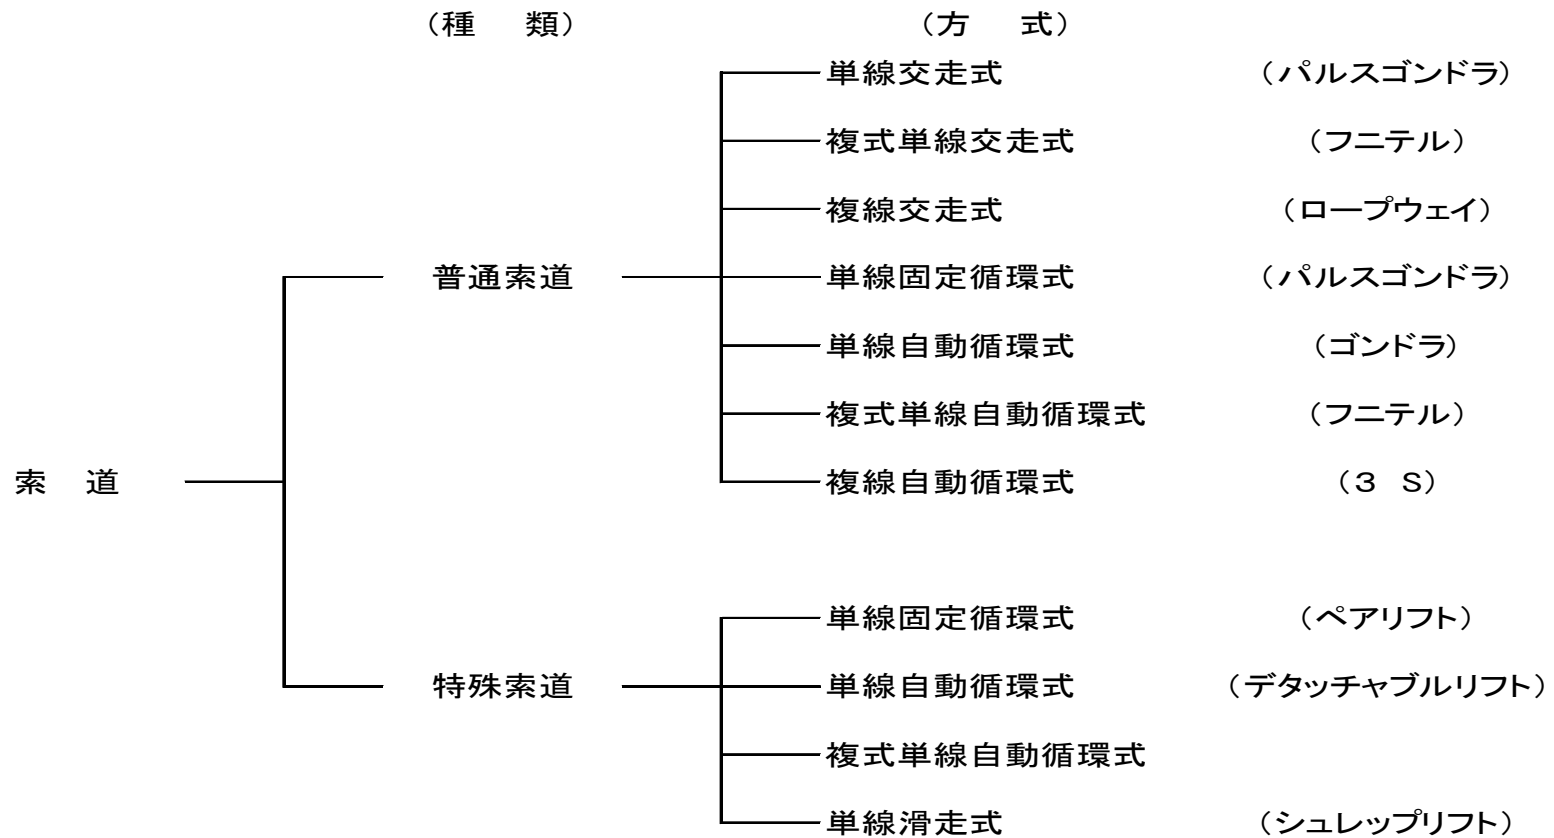 （種　類）　（方　式）
単線交走式　（パルスゴンドラ）
複式単線交走式　（フニテル）
複線交走式　（ロープウェイ）
普通索道　単線固定循環式　（パルスゴンドラ）
単線自動循環式　（ゴンドラ）
複式単線自動循環式　（フニテル）
索　道　複線自動循環式　（３　Ｓ）
単線固定循環式　（ペアリフト）
特殊索道　単線自動循環式　（デタッチャブルリフト）
複式単線自動循環式
単線滑走式　（シュレップリフト）